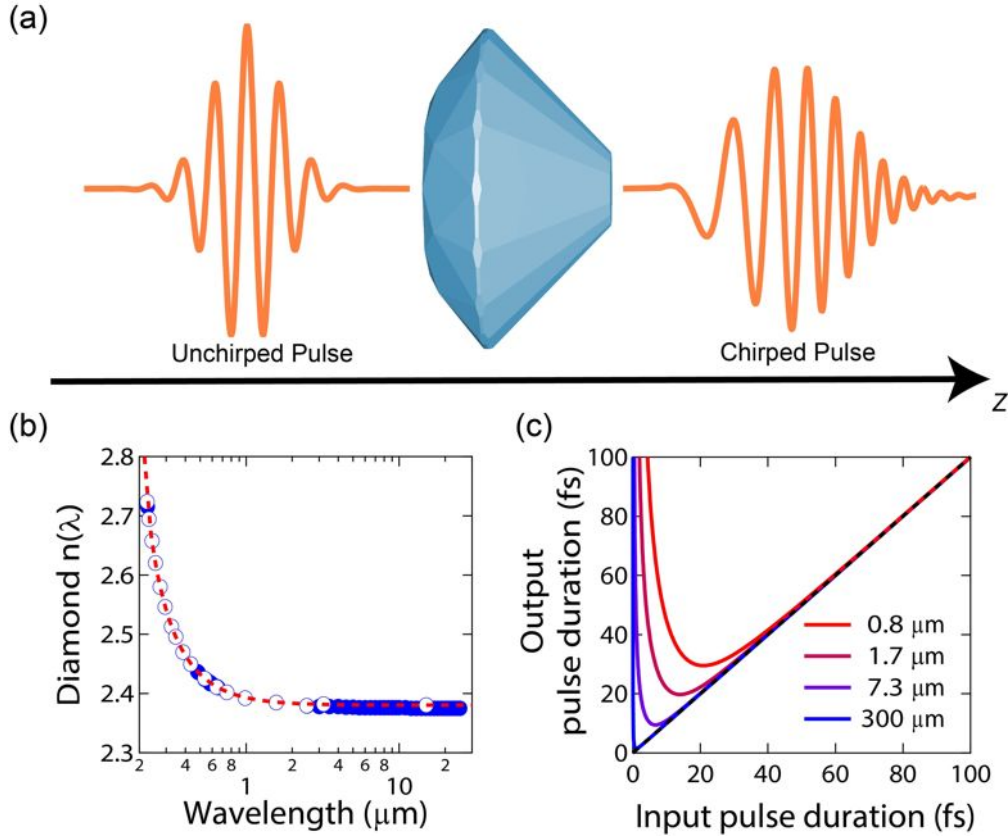 (a)
Unchirped Pulse
Chirped Pulse
z
(b)
Diamond n(λ)
2.8
2.7
2.6
2.5
2.4
2.3
2 4 6 8 1 2 4 6 8 10 2
Wavelength (μm)
(c)
Output
pulse duration (fs)
100
80
60
40
20
0
0.8 μm
1.7 μm
7.3 μm
300 μm
0 20 40 60 80 100
Input pulse duration (fs)